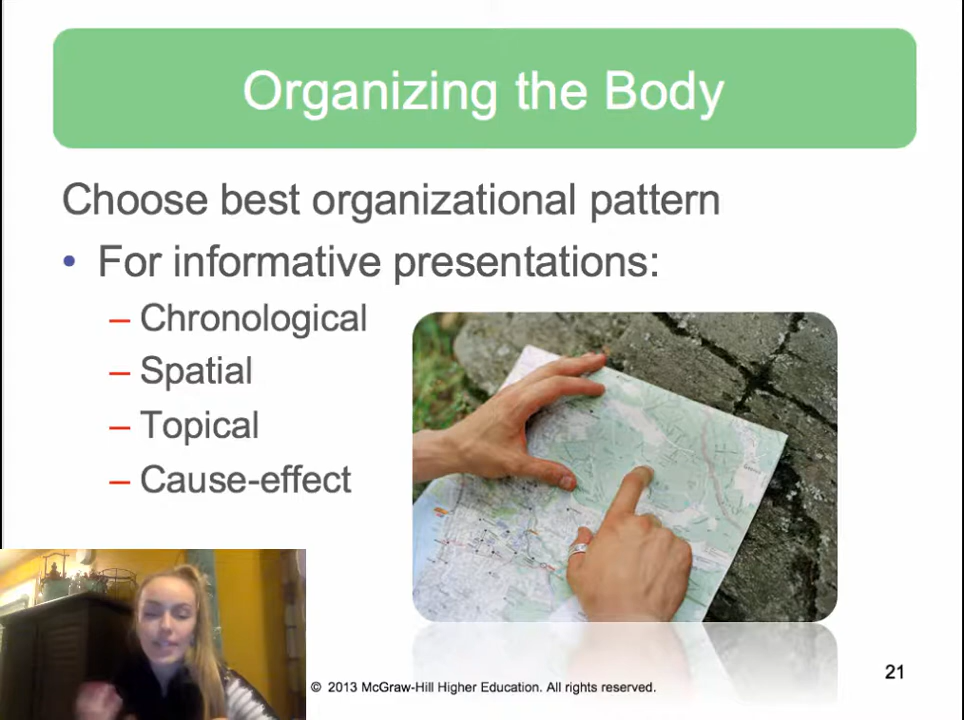 Organizing the Body
Choose best organizational pattern
• For informative presentations:
– Chronological
– Spatial
– Topical
– Cause-effect
© 2013 McGraw-Hill Higher Education. All rights reserved.
21